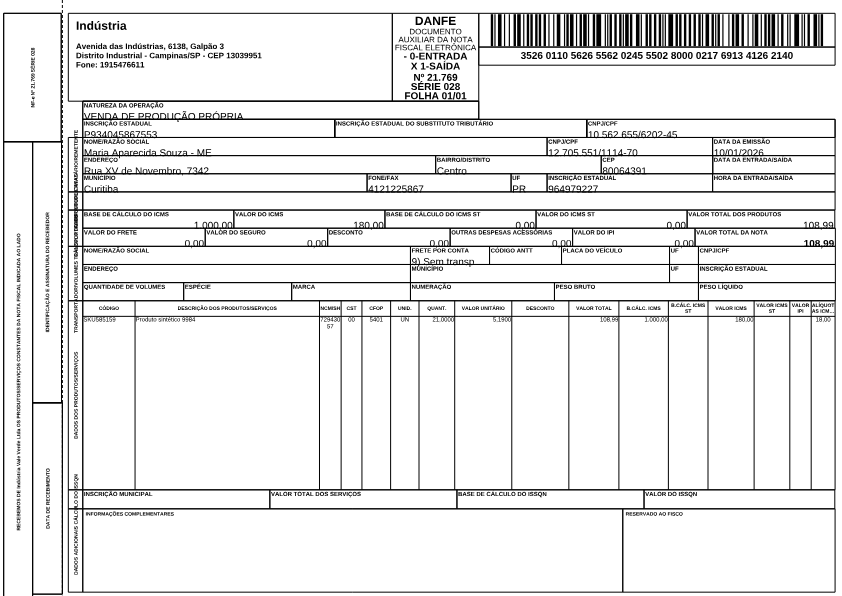 Indústria
Avenida das Indústrias, 6138, Galpão 3
Distrito Industrial - Campinas/SP - CEP 13039951
Fone: 1915476611
DANFE
DOCUMENTO
AUXILIAR DA NOTA
FISCAL ELETRÔNICA
- 0-ENTRADA
X 1-SAÍDA
Nº 21.769
SÉRIE 028
FOLHA 01/01
3526 0110 5626 5562 0245 5502 8000 0217 6913 4126 2140
NATUREZA DA OPERAÇÃO
VENDA DE PRODUÇÃO PRÓPRIA
INSCRIÇÃO ESTADUAL INSCRIÇÃO ESTADUAL DO SUBSTITUTO TRIBUTÁRIO CNPJ/CPF
P934045867553 10.562.655/6202-45
NOME/RAZÃO SOCIAL CNPJ/CPF DATA DA EMISSÃO
Maria Aparecida Souza - ME 12.705.551/1114-70 10/01/2026
ENDEREÇO BAIRRO/DISTRITO CEP DATA DA ENTRADA/SAÍDA
Rua XV de Novembro, 7342 Centro 80064391
MUNICÍPIO FONE/FAX UF INSCRIÇÃO ESTADUAL HORA DA ENTRADA/SAÍDA
Curitiba 4121225867 PR 964979227
BASE DE CÁLCULO DO ICMS VALOR DO ICMS BASE DE CÁLCULO DO ICMS ST VALOR DO ICMS ST VALOR TOTAL DOS PRODUTOS
1.000,00 180,00 0,00 0,00 108,99
VALOR DO FRETE VALOR DO SEGURO DESCONTO OUTRAS DESPESAS ACESSÓRIAS VALOR DO IPI VALOR TOTAL DA NOTA
0,00 0,00 0,00 0,00 0,00 108,99
NOME/RAZÃO SOCIAL FRETE POR CONTA CÓDIGO ANTT PLACA DO VEÍCULO UF CNPJ/CPF
9) Sem transp
ENDEREÇO MUNICÍPIO UF INSCRIÇÃO ESTADUAL
QUANTIDADE DE VOLUMES ESPÉCIE MARCA NUMERAÇÃO PESO BRUTO PESO LÍQUIDO
CÓDIGO DESCRIÇÃO DOS PRODUTOS/SERVIÇOS NCM/SH CST CFOP UNID. QUANT. VALOR UNITÁRIO DESCONTO VALOR TOTAL B.CÁLC. ICMS B.CÁLC. ICMS ST VALOR ICMS VALOR ICMS ST VALOR IPI ALÍQUOTAS ICM...
SKU585159 Produto sintético 9984 72943057 00 5401 UN 21,0000 5,1900 108,99 1.000,00 180,00 18,00
INSCRIÇÃO MUNICIPAL VALOR TOTAL DOS SERVIÇOS BASE DE CÁLCULO DO ISSQN VALOR DO ISSQN
INFORMAÇÕES COMPLEMENTARES RESERVADO AO FISCO
NF-e Nº 21.769 SÉRIE 028
RECEBEMOS DE Indústria Vale Verde Ltda OS PRODUTOS/SERVIÇOS CONSTANTES DA NOTA FISCAL INDICADA AO LADO
IDENTIFICAÇÃO E ASSINATURA DO RECEBEDOR
DATA DE RECEBIMENTO
DADOS DOS PRODUTOS/SERVIÇOS
CÁLCULO DO ISSQN
DADOS ADICIONAIS